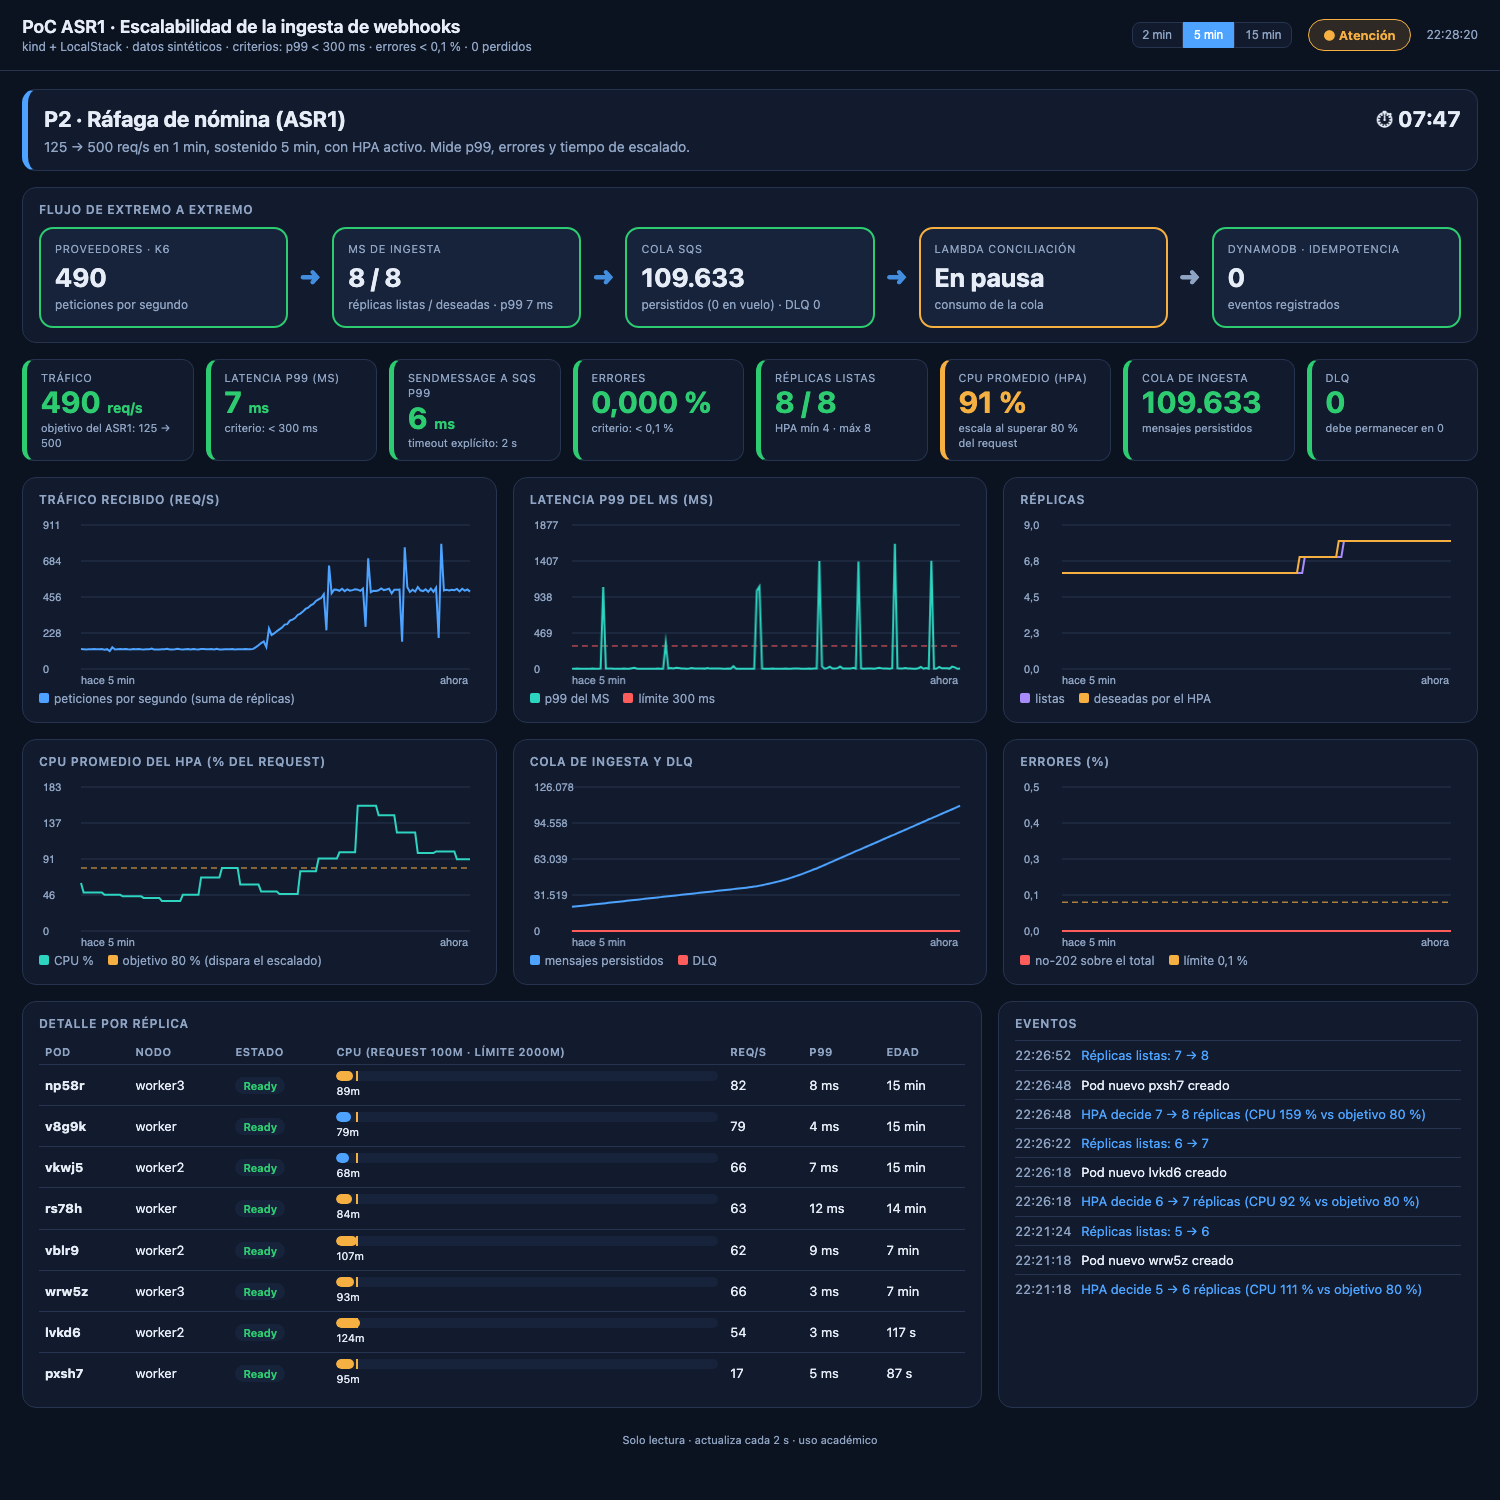 PoC ASR1 · Escalabilidad de la ingesta de webhooks
kind + LocalStack · datos sintéticos · criterios: p99 < 300 ms · errores < 0,1 % · 0 perdidos
2 min 5 min 15 min
Atención
22:28:20
P2 · Ráfaga de nómina (ASR1)
⏱ 07:47
125 → 500 req/s en 1 min, sostenido 5 min, con HPA activo. Mide p99, errores y tiempo de escalado.
FLUJO DE EXTREMO A EXTREMO
PROVEEDORES · K6
490
peticiones por segundo
➜
MS DE INGESTA
8 / 8
réplicas listas / deseadas · p99 7 ms
➜
COLA SQS
109.633
persistidos (0 en vuelo) · DLQ 0
➜
LAMBDA CONCILIACIÓN
En pausa
consumo de la cola
➜
DYNAMODB · IDEMPOTENCIA
0
eventos registrados
TRÁFICO
490 req/s
objetivo del ASR1: 125 →
500
LATENCIA P99 (MS)
7 ms
criterio: < 300 ms
SENDMESSAGE A SQS
P99
6 ms
timeout explícito: 2 s
ERRORES
0,000 %
criterio: < 0,1 %
RÉPLICAS LISTAS
8 / 8
HPA mín 4 · máx 8
CPU PROMEDIO (HPA)
91 %
escala al superar 80 %
del request
COLA DE INGESTA
109.633
mensajes persistidos
DLQ
0
debe permanecer en 0
TRÁFICO RECIBIDO (REQ/S)
911
684
456
228
0
hace 5 min ahora
peticiones por segundo (suma de réplicas)
LATENCIA P99 DEL MS (MS)
1877
1407
938
469
0
hace 5 min ahora
p99 del MS límite 300 ms
RÉPLICAS
9,0
6,8
4,5
2,3
0,0
hace 5 min ahora
listas deseadas por el HPA
CPU PROMEDIO DEL HPA (% DEL REQUEST)
183
137
91
46
0
hace 5 min ahora
CPU % objetivo 80 % (dispara el escalado)
COLA DE INGESTA Y DLQ
126.078
94.558
63.039
31.519
0
hace 5 min ahora
mensajes persistidos DLQ
ERRORES (%)
0,5
0,4
0,3
0,1
0,0
hace 5 min ahora
no-202 sobre el total límite 0,1 %
DETALLE POR RÉPLICA
POD NODO ESTADO CPU (REQUEST 100M · LÍMITE 2000M) REQ/S P99 EDAD
np58r worker3 Ready 89m 82 8 ms 15 min
v8g9k worker Ready 79m 79 4 ms 15 min
vkwj5 worker2 Ready 68m 66 7 ms 15 min
rs78h worker Ready 84m 63 12 ms 14 min
vblr9 worker2 Ready 107m 62 9 ms 7 min
wrw5z worker3 Ready 93m 66 3 ms 7 min
lvkd6 worker2 Ready 124m 54 3 ms 117 s
pxsh7 worker Ready 95m 17 5 ms 87 s
EVENTOS
22:26:52 Réplicas listas: 7 → 8
22:26:48 Pod nuevo pxsh7 creado
22:26:48 HPA decide 7 → 8 réplicas (CPU 159 % vs objetivo 80 %)
22:26:22 Réplicas listas: 6 → 7
22:26:18 Pod nuevo lvkd6 creado
22:26:18 HPA decide 6 → 7 réplicas (CPU 92 % vs objetivo 80 %)
22:21:24 Réplicas listas: 5 → 6
22:21:18 Pod nuevo wrw5z creado
22:21:18 HPA decide 5 → 6 réplicas (CPU 111 % vs objetivo 80 %)
Solo lectura · actualiza cada 2 s · uso académico